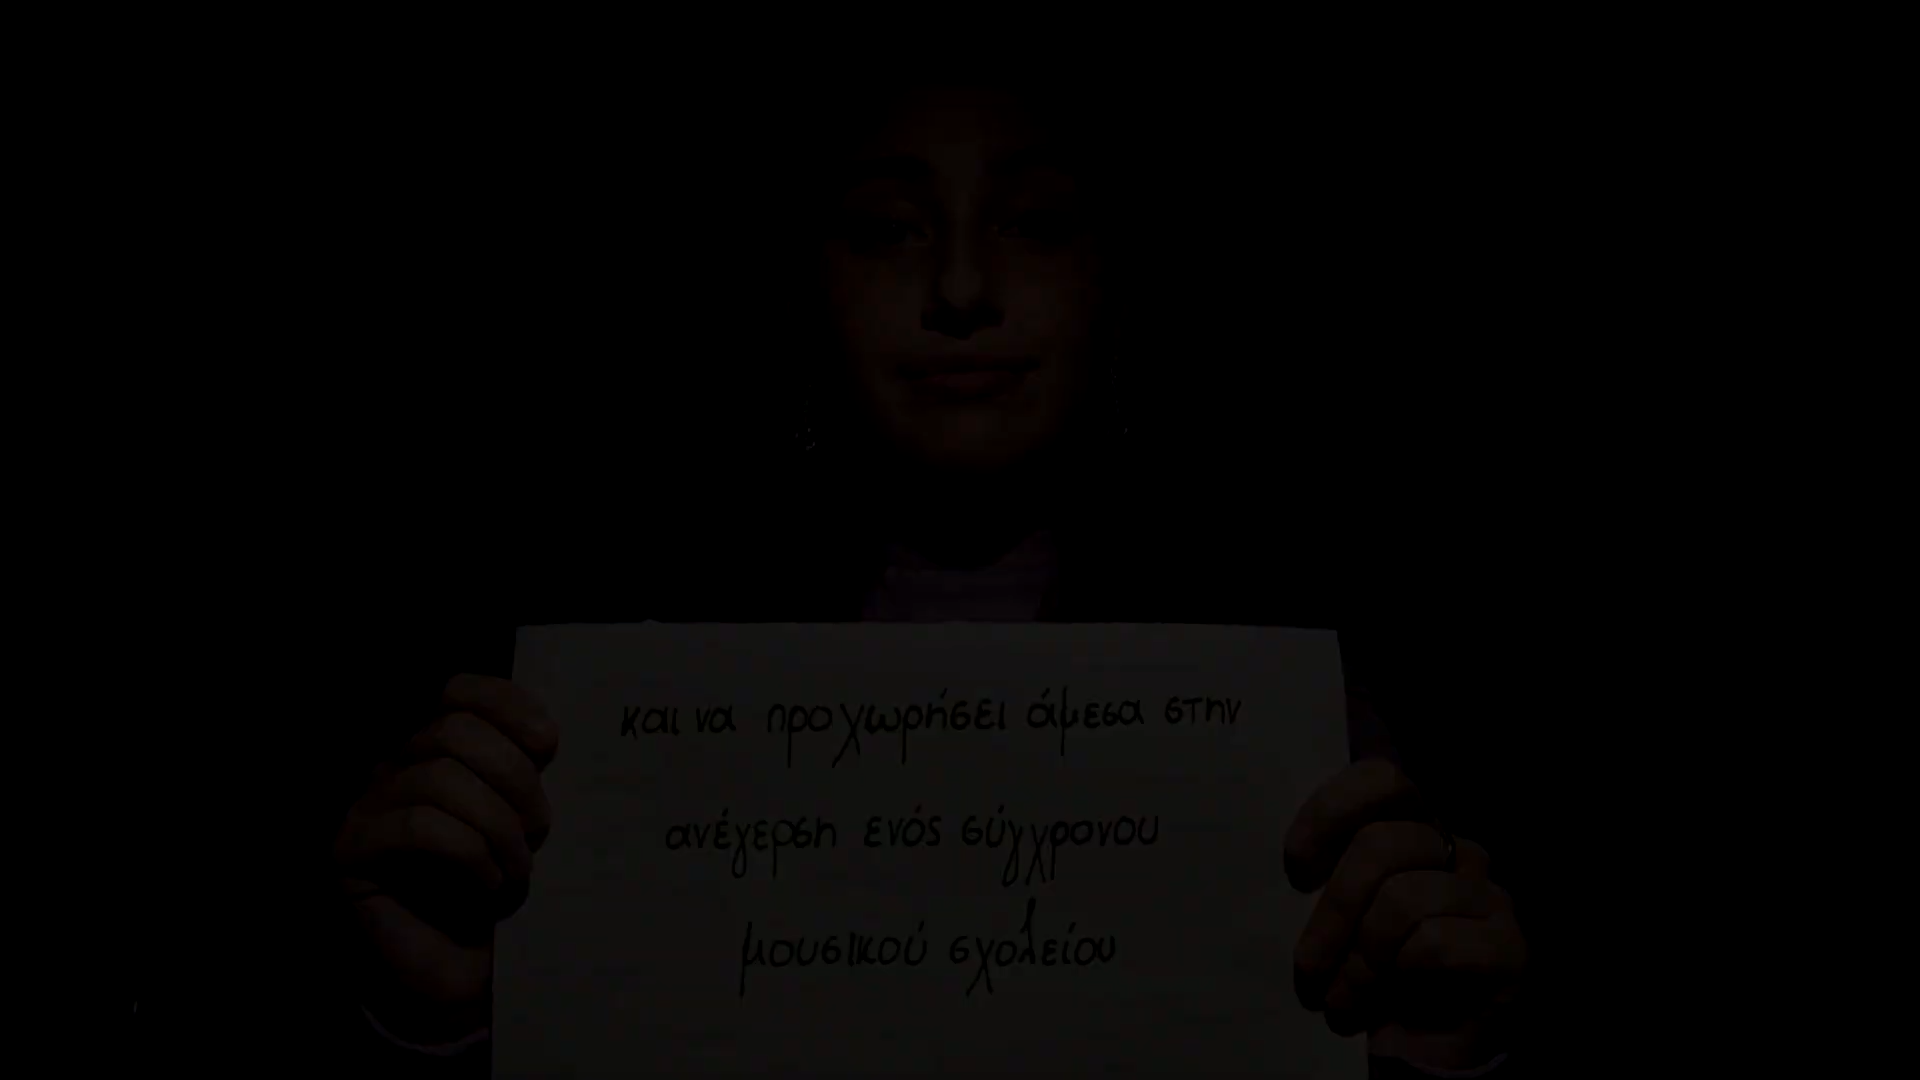 και να προχωρήσει άμεσα στην
ανέγερση ενός σύγχρονου
μουσικού σχολείου